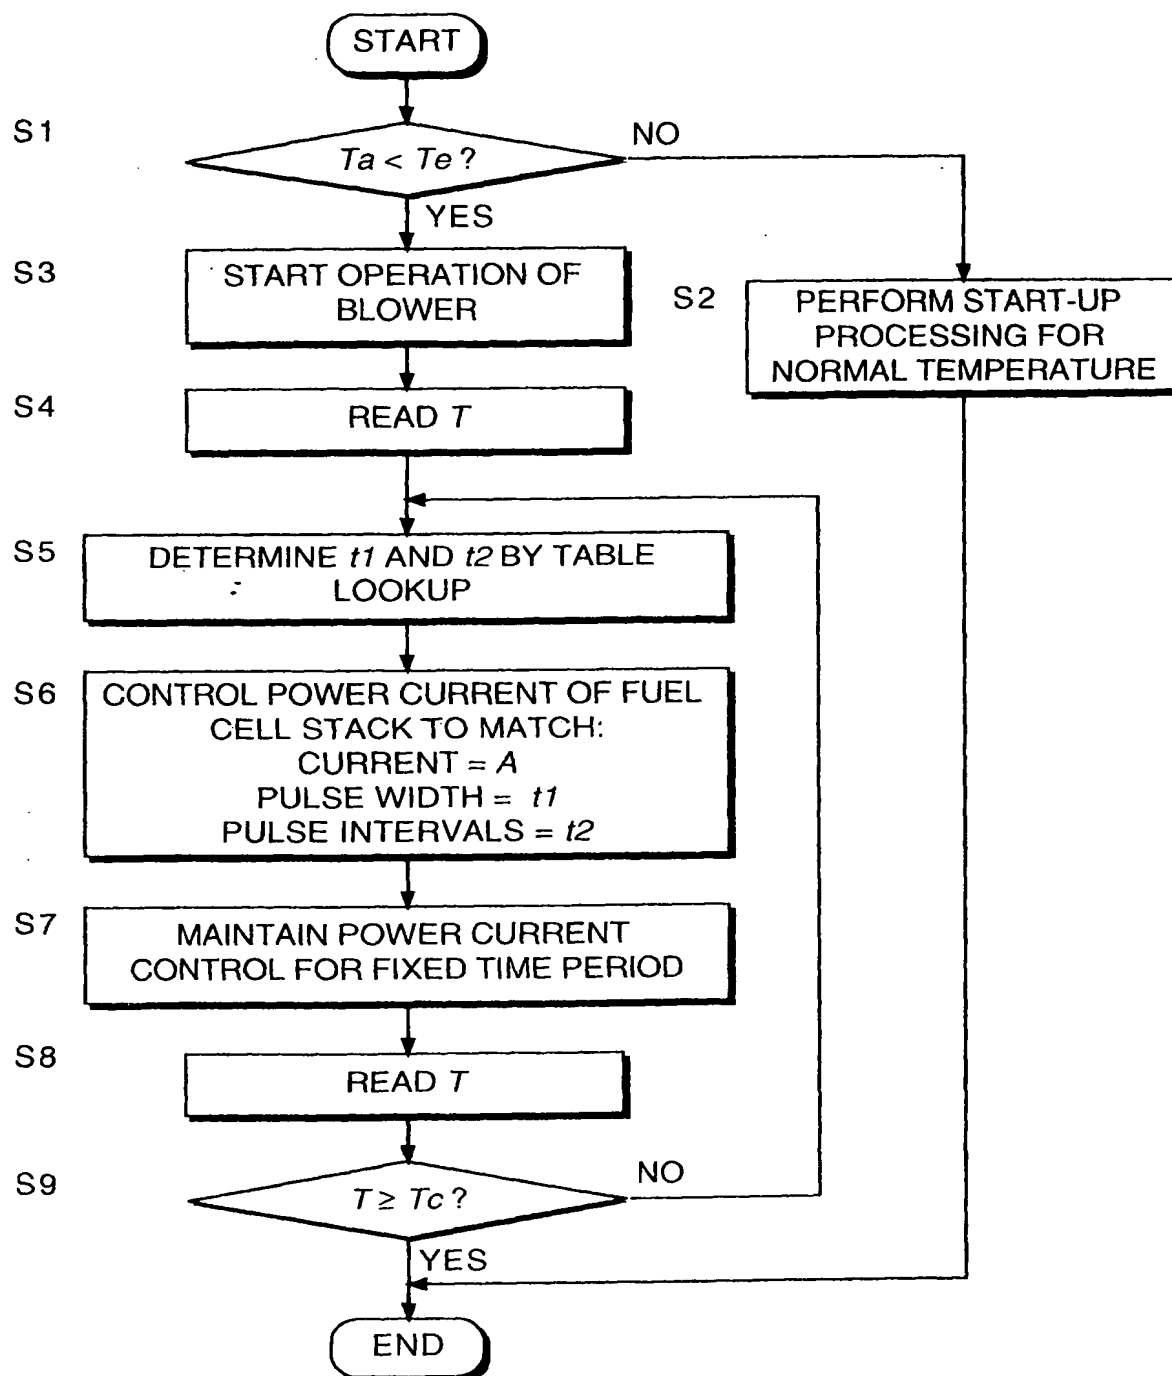 START
S1
Ta < Te ?
NO
YES
S3
START OPERATION OF
BLOWER
S2
PERFORM START-UP
PROCESSING FOR
NORMAL TEMPERATURE
S4
READ T
S5
DETERMINE t1 AND t2 BY TABLE
LOOKUP
S6
CONTROL POWER CURRENT OF FUEL
CELL STACK TO MATCH:
CURRENT = A
PULSE WIDTH = t1
PULSE INTERVALS = t2
S7
MAINTAIN POWER CURRENT
CONTROL FOR FIXED TIME PERIOD
S8
READ T
S9
T ≥ Tc ?
NO
YES
END